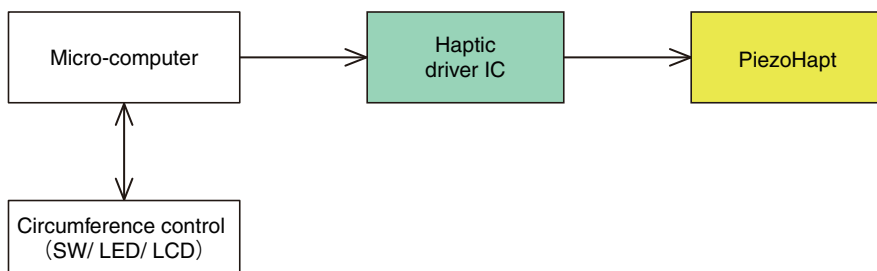 Micro-computer
Haptic
driver IC
PiezoHapt
Circumference control
（SW/ LED/ LCD）